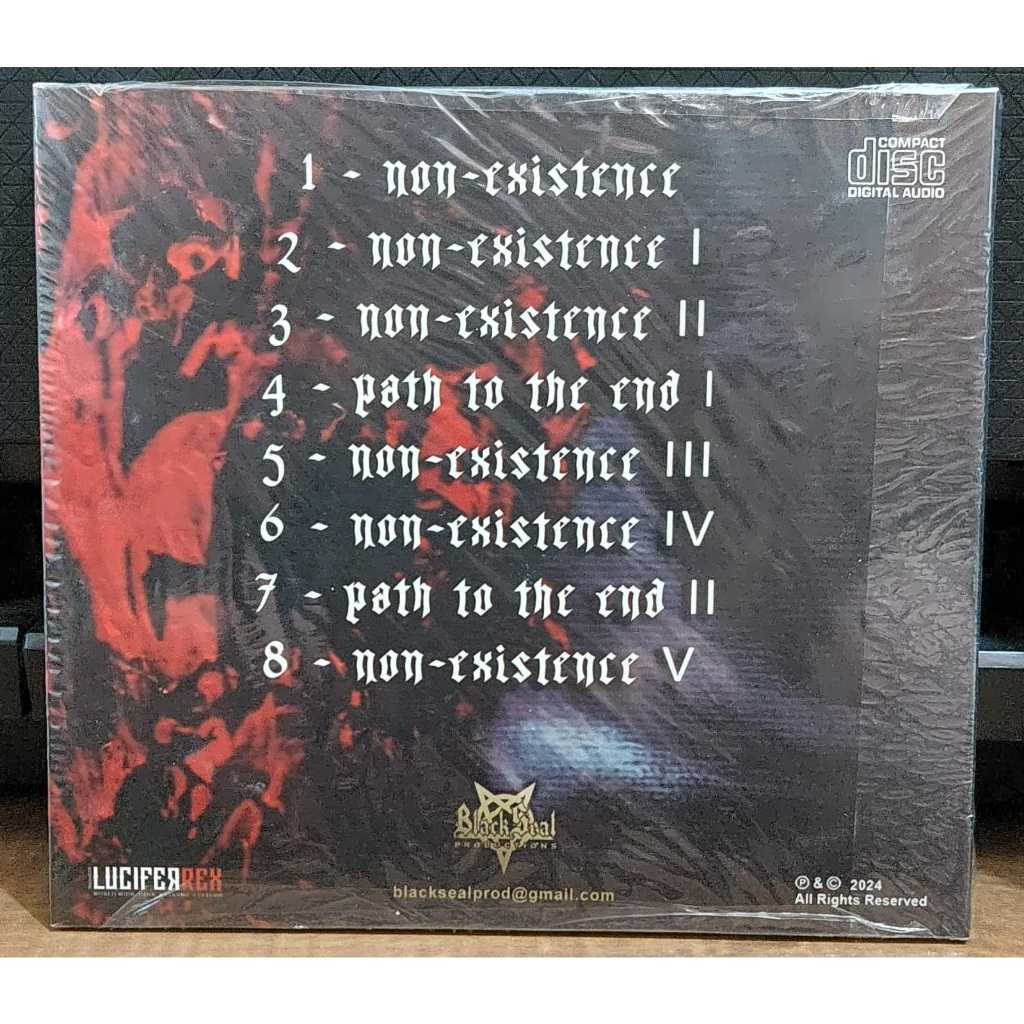 COMPACT
disc
DIGITAL AUDIO
1 - non-existence
2 - non-existence I
3 - non-existence II
4 - path to the end I
5 - non-existence III
6 - non-existence IV
7 - path to the end II
8 - non-existence V
Black Seal
PRODUCTIONS
LUCIFER REX
blacksealprod@gmail.com
℗ & © 2024
All Rights Reserved